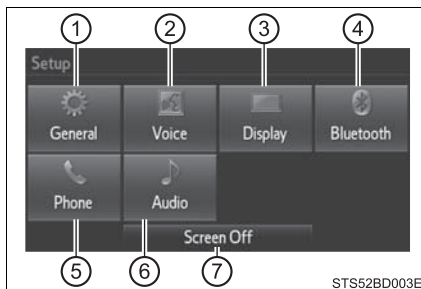 1 2 3 4
Setup
General Voice Display Bluetooth
Phone Audio
Screen Off
5 6 7
STS52BD003E